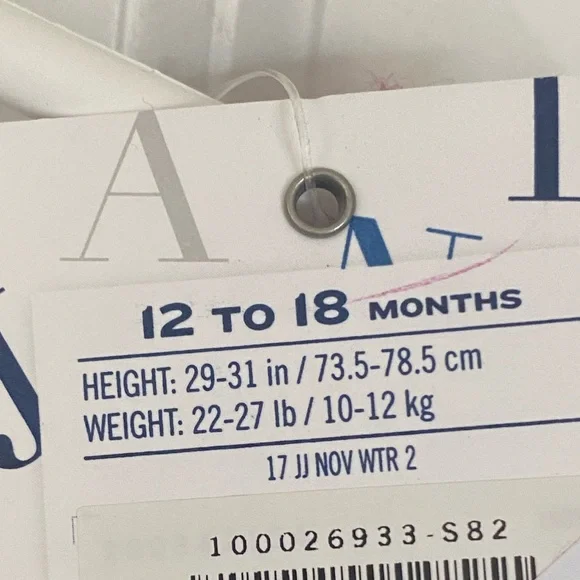 A
12 TO 18 MONTHS
HEIGHT: 29-31 in / 73.5-78.5 cm
WEIGHT: 22-27 lb / 10-12 kg
17 JJ NOV WTR 2
100026933-S82